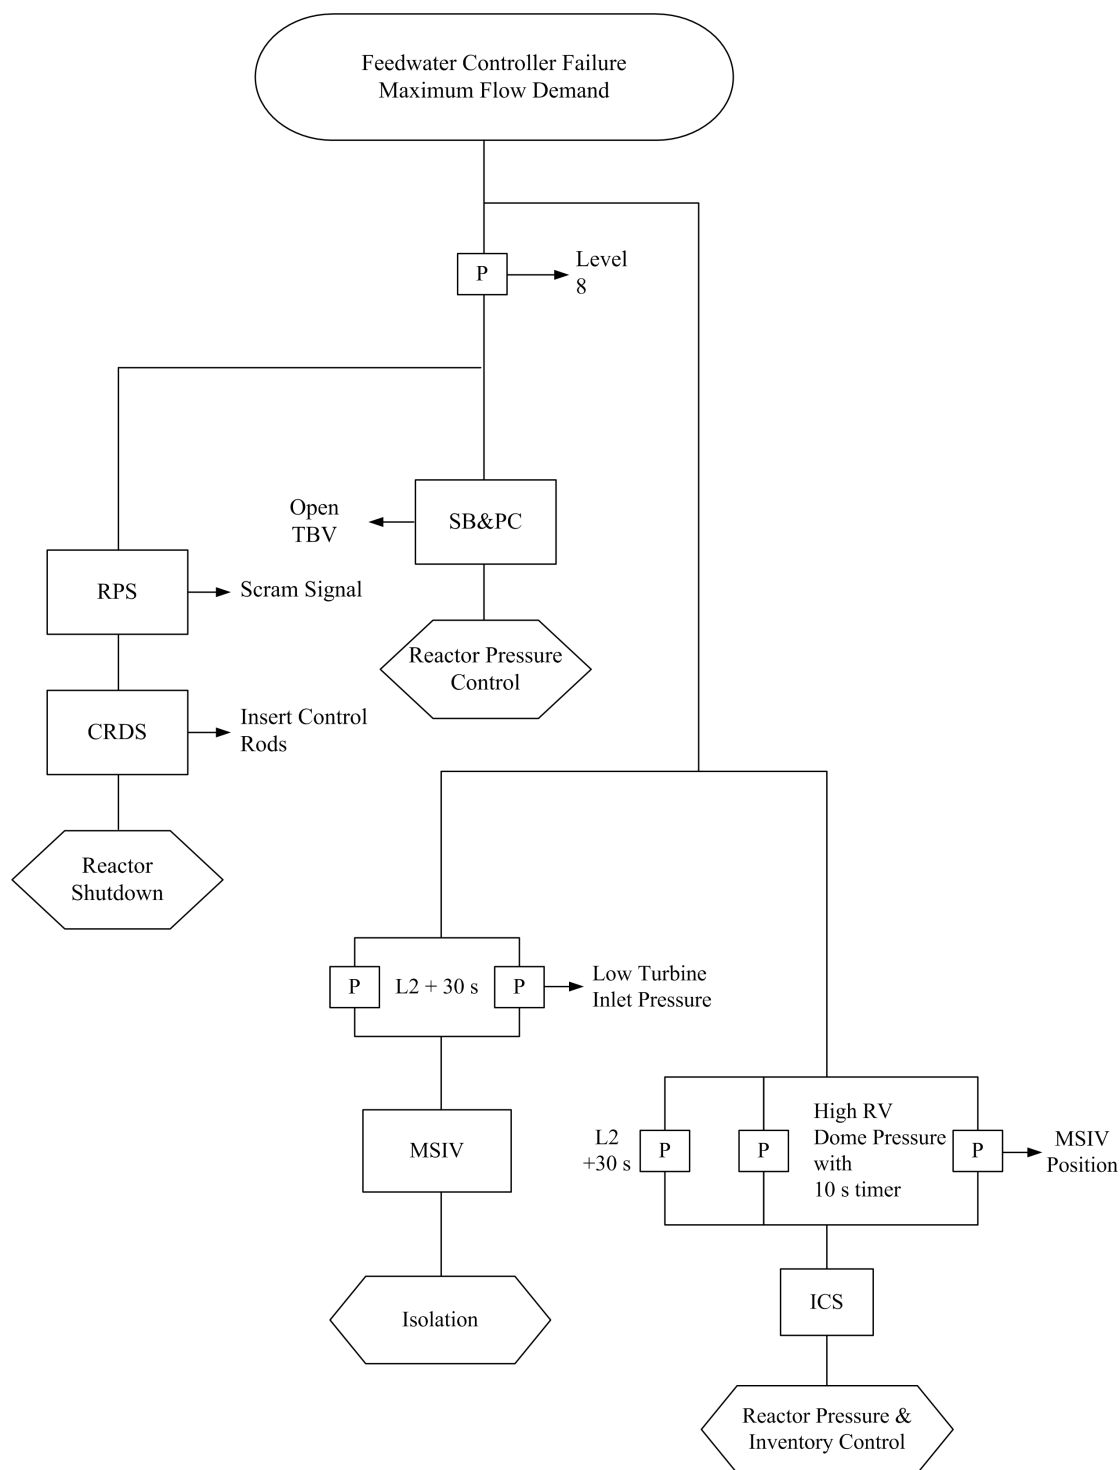 Feedwater Controller Failure
Maximum Flow Demand
P
Level
8
Open
TBV
SB&PC
RPS
Scram Signal
Reactor Pressure
Control
CRDS
Insert Control
Rods
Reactor
Shutdown
P
L2 + 30 s
P
Low Turbine
Inlet Pressure
MSIV
L2
+30 s
P
P
High RV
Dome Pressure
with
10 s timer
P
MSIV
Position
Isolation
ICS
Reactor Pressure &
Inventory Control